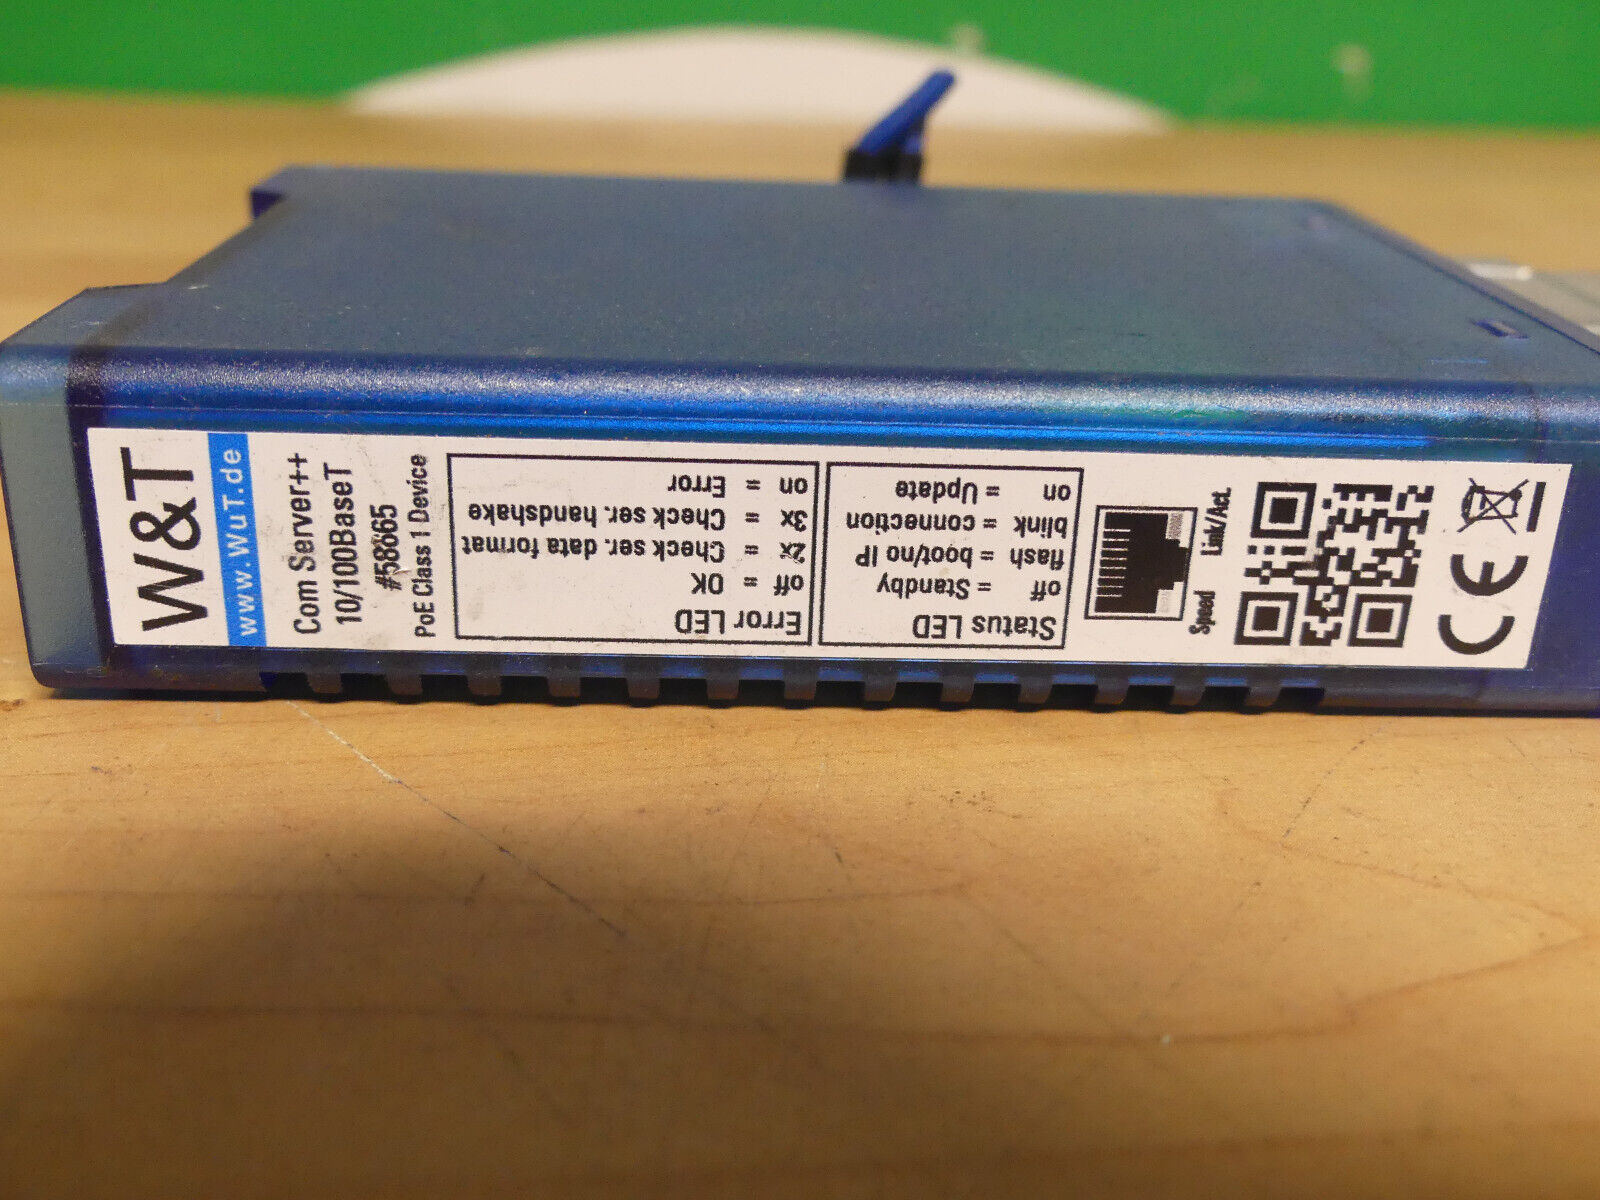 W&T
www.WuT.de
Com Server++
10/100BaseT
#58665
PoE Class 1 Device
Error LED
off = OK
2x = Check ser. data format
3x = Check ser. handshake
on = Error
Status LED
off = Standby
flash = boot/no IP
blink = connection
on = Update
Speed Link/Act.
CE